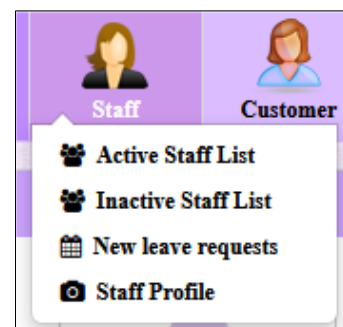 Staff
Customer
Active Staff List
Inactive Staff List
New leave requests
Staff Profile